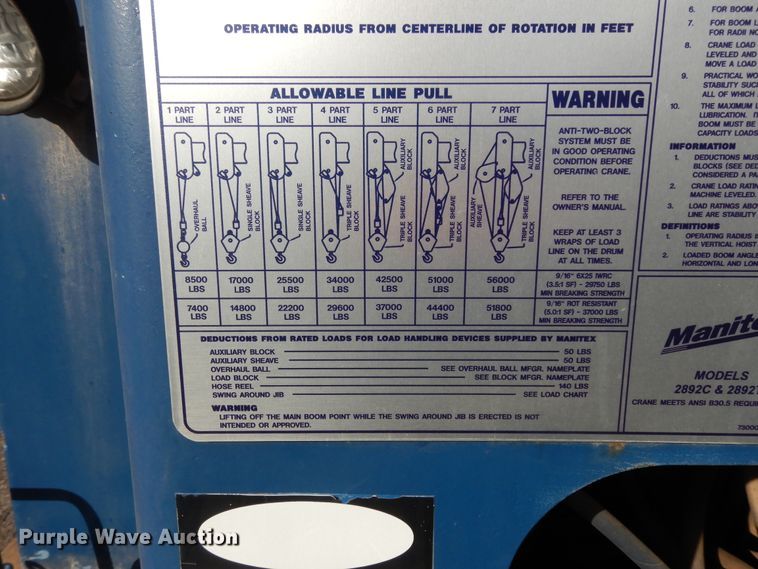 OPERATING RADIUS FROM CENTERLINE OF ROTATION IN FEET
ALLOWABLE LINE PULL
1 PART LINE
2 PART LINE
3 PART LINE
4 PART LINE
5 PART LINE
6 PART LINE
7 PART LINE
OVERHAUL BALL
SINGLE SHEAVE BLOCK
SINGLE SHEAVE BLOCK
TRIPLE SHEAVE BLOCK
AUXILIARY BLOCK
TRIPLE SHEAVE BLOCK
AUXILIARY BLOCK
TRIPLE SHEAVE BLOCK
AUXILIARY SHEAVE
AUXILIARY BLOCK
TRIPLE SHEAVE BLOCK
8500 LBS
17000 LBS
25500 LBS
34000 LBS
42500 LBS
51000 LBS
56000 LBS
9/16" 6X25 IWRC
(3.5:1 SF) - 29750 LBS
MIN BREAKING STRENGTH
7400 LBS
14800 LBS
22200 LBS
29600 LBS
37000 LBS
44400 LBS
51800 LBS
9/16" ROT RESISTANT
(5.0:1 SF) - 37000 LBS
MIN BREAKING STRENGTH
WARNING
ANTI-TWO-BLOCK
SYSTEM MUST BE
IN GOOD OPERATING
CONDITION BEFORE
OPERATING CRANE.
REFER TO THE
OWNER'S MANUAL.
KEEP AT LEAST 3
WRAPS OF LOAD
LINE ON THE DRUM
AT ALL TIMES.
DEDUCTIONS FROM RATED LOADS FOR LOAD HANDLING DEVICES SUPPLIED BY MANITEX
AUXILIARY BLOCK 50 LBS
AUXILIARY SHEAVE 50 LBS
OVERHAUL BALL SEE OVERHAUL BALL MFGR. NAMEPLATE
LOAD BLOCK SEE BLOCK MFGR. NAMEPLATE
HOSE REEL 140 LBS
SWING AROUND JIB SEE LOAD CHART
WARNING
LIFTING OFF THE MAIN BOOM POINT WHILE THE SWING AROUND JIB IS ERECTED IS NOT
INTENDED OR APPROVED.
6. FOR BOOM A
7. FOR BOOM L
FOR RADII NO
8. CRANE LOAD
LEVELED AND
MOVE A LOAD
9. PRACTICAL WO
STABILITY SUC
ALL OF WHICH
10. THE MAXIMUM L
LUBRICATION. I
BOOM MUST BE
CAPACITY LOADS
INFORMATION
1. DEDUCTIONS MUS
BLOCKS (SEE DED
CONSIDERED A PA
2. CRANE LOAD RATIN
MACHINE LEVELED.
3. LOAD RATINGS ABO
LINE ARE STABILITY
DEFINITIONS
1. OPERATING RADIUS
THE VERTICAL HOIST
2. LOADED BOOM ANGLE
HORIZONTAL AND LON
Manite
MODELS
2892C & 2892
CRANE MEETS ANSI B30.5 REQUI
73000
Purple Wave Auction